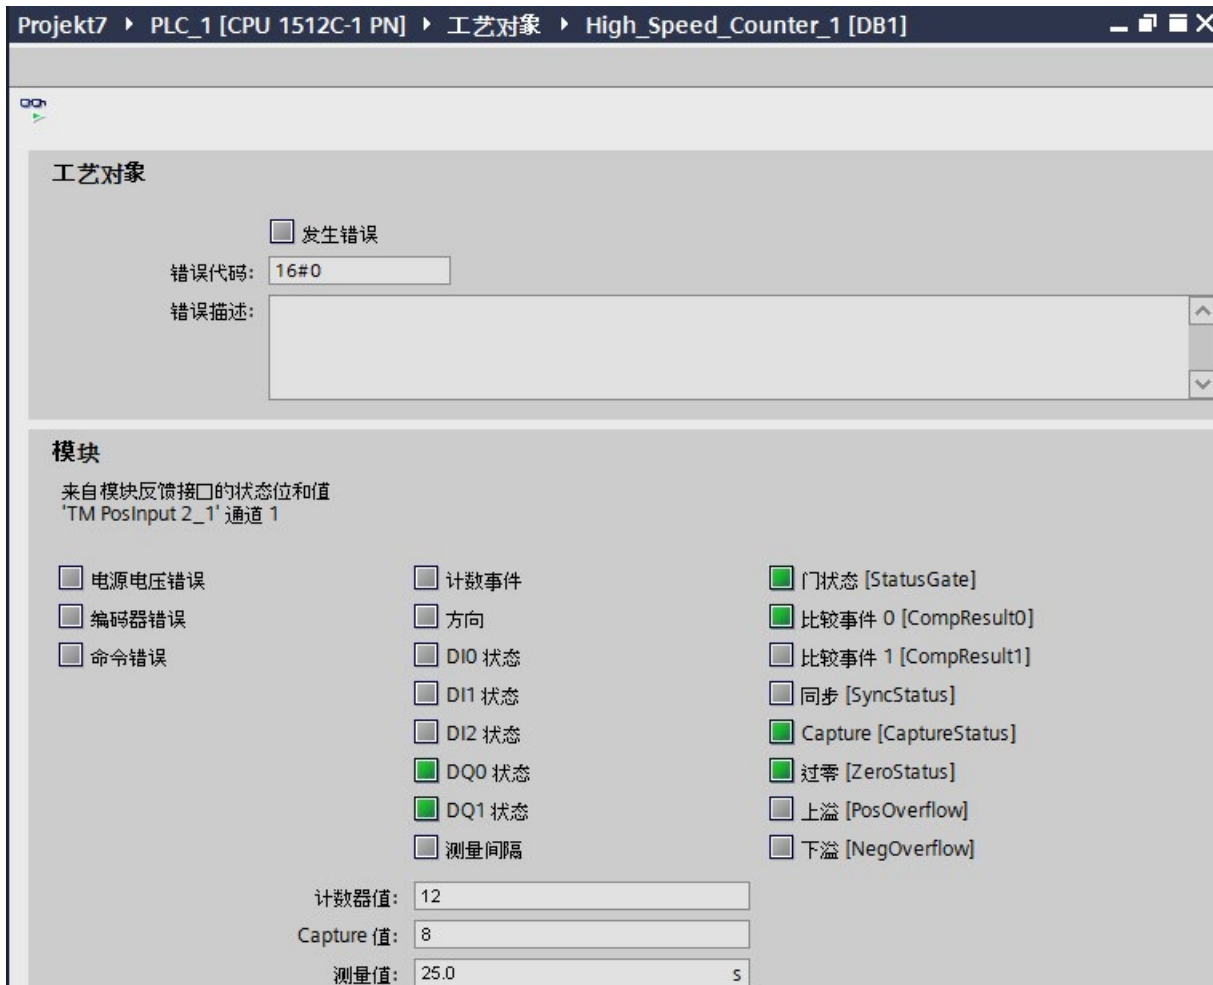 Projekt7 ▸ PLC_1 [CPU 1512C-1 PN] ▸ 工艺对象 ▸ High_Speed_Counter_1 [DB1]
工艺对象
发生错误
错误代码: 16#0
错误描述:
模块
来自模块反馈接口的状态位和值
'TM PosInput 2_1' 通道 1
电源电压错误 计数事件 门状态 [StatusGate]
编码器错误 方向 比较事件 0 [CompResult0]
命令错误 DI0 状态 比较事件 1 [CompResult1]
DI1 状态 同步 [SyncStatus]
DI2 状态 Capture [CaptureStatus]
DQ0 状态 过零 [ZeroStatus]
DQ1 状态 上溢 [PosOverflow]
测量间隔 下溢 [NegOverflow]
计数器值: 12
Capture 值: 8
测量值: 25.0 s